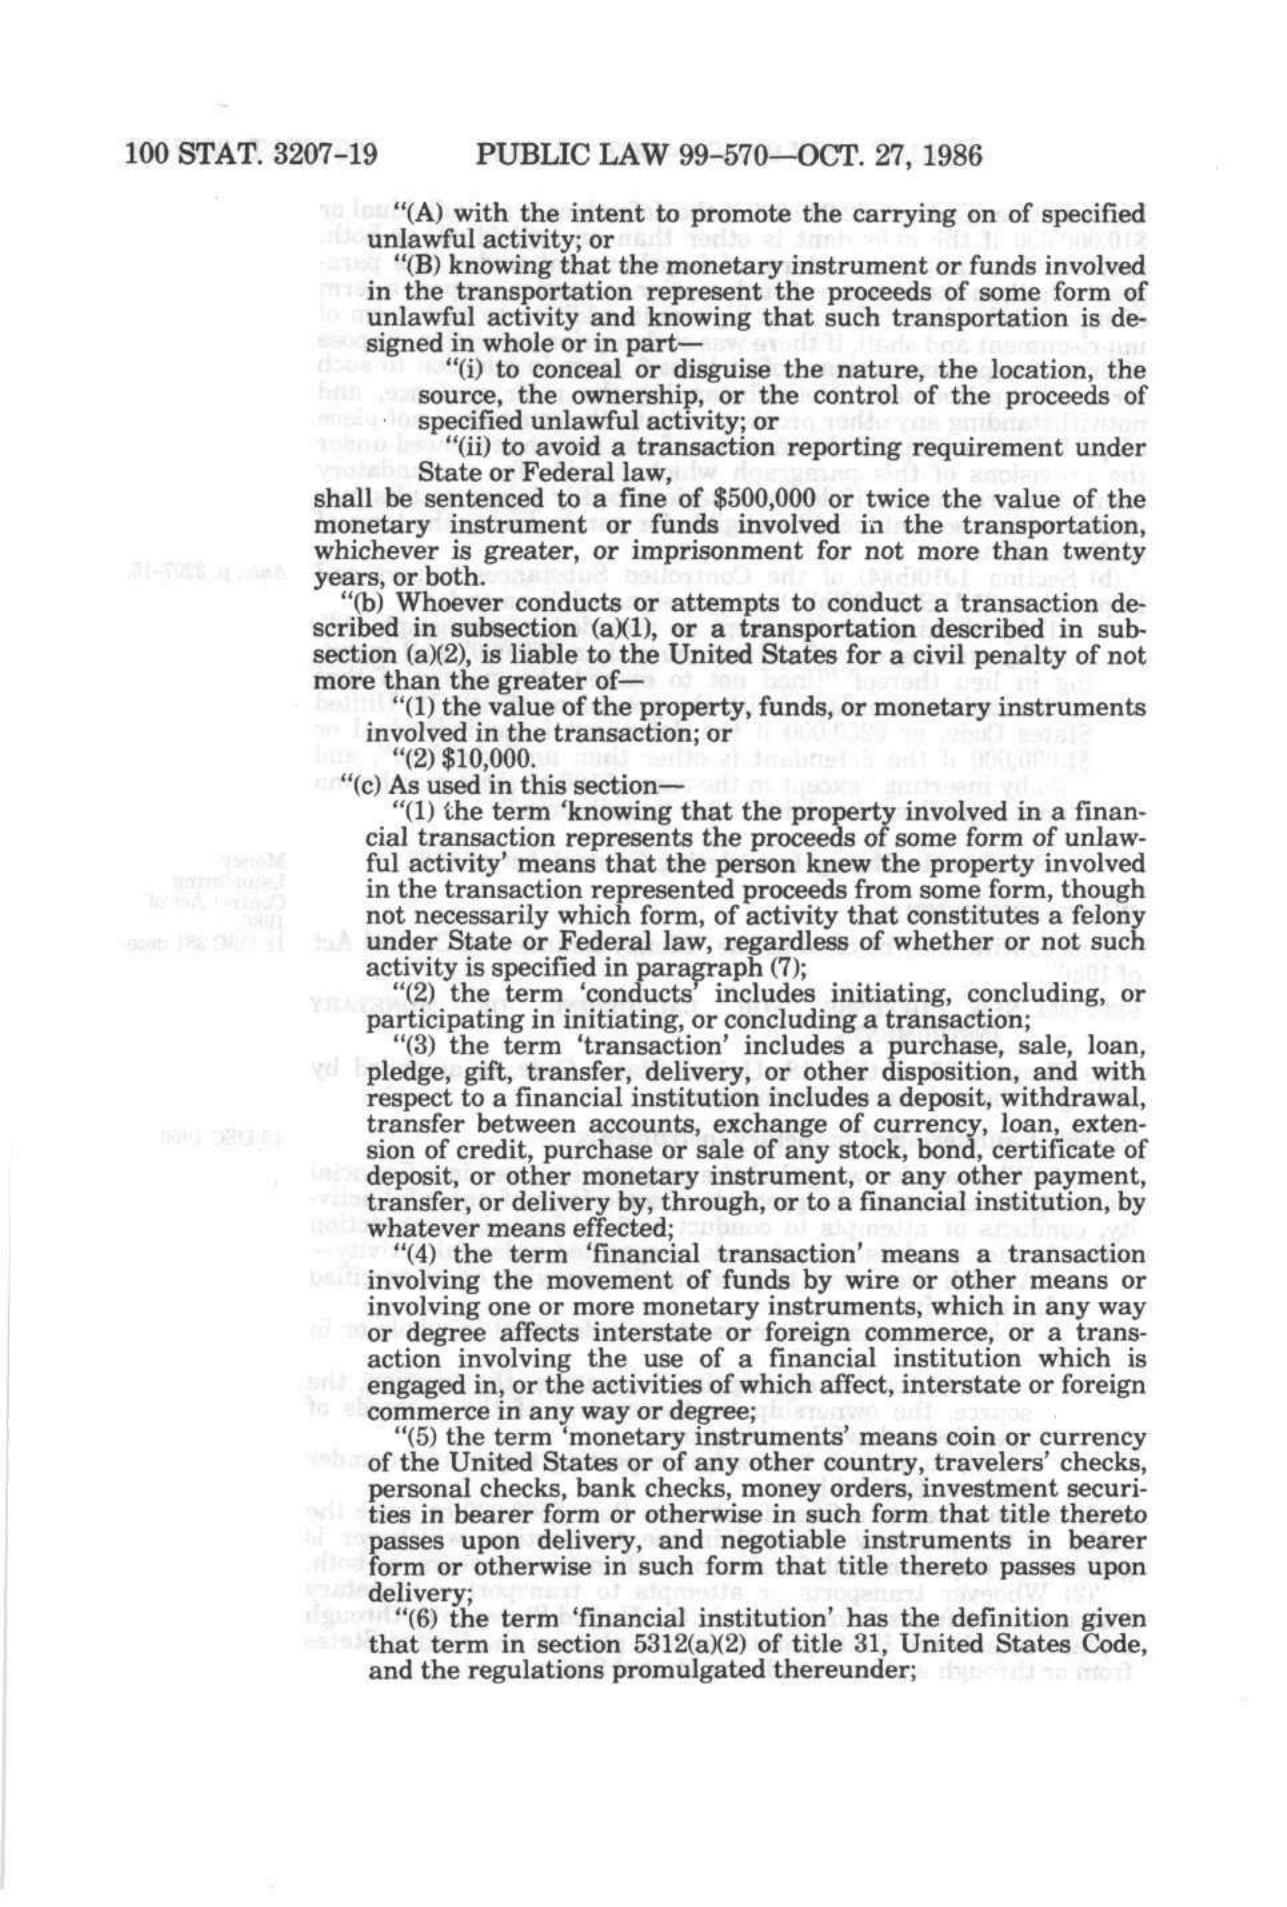 100 STAT. 3207-19 PUBLIC LAW 99-570—OCT. 27, 1986
“(A) with the intent to promote the carrying on of specified
unlawful activity; or
“(B) knowing that the monetary instrument or funds involved
in the transportation represent the proceeds of some form of
unlawful activity and knowing that such transportation is de-
signed in whole or in part—
“(i) to conceal or disguise the nature, the location, the
source, the ownership, or the control of the proceeds of
specified unlawful activity; or
“(ii) to avoid a transaction reporting requirement under
State or Federal law,
shall be sentenced to a fine of $500,000 or twice the value of the
monetary instrument or funds involved in the transportation,
whichever is greater, or imprisonment for not more than twenty
years, or both.
“(b) Whoever conducts or attempts to conduct a transaction de-
scribed in subsection (a)(1), or a transportation described in sub-
section (a)(2), is liable to the United States for a civil penalty of not
more than the greater of—
“(1) the value of the property, funds, or monetary instruments
involved in the transaction; or
“(2) $10,000.
“(c) As used in this section—
“(1) the term ‘knowing that the property involved in a finan-
cial transaction represents the proceeds of some form of unlaw-
ful activity’ means that the person knew the property involved
in the transaction represented proceeds from some form, though
not necessarily which form, of activity that constitutes a felony
under State or Federal law, regardless of whether or not such
activity is specified in paragraph (7);
“(2) the term ‘conducts’ includes initiating, concluding, or
participating in initiating, or concluding a transaction;
“(3) the term ‘transaction’ includes a purchase, sale, loan,
pledge, gift, transfer, delivery, or other disposition, and with
respect to a financial institution includes a deposit, withdrawal,
transfer between accounts, exchange of currency, loan, exten-
sion of credit, purchase or sale of any stock, bond, certificate of
deposit, or other monetary instrument, or any other payment,
transfer, or delivery by, through, or to a financial institution, by
whatever means effected;
“(4) the term ‘financial transaction’ means a transaction
involving the movement of funds by wire or other means or
involving one or more monetary instruments, which in any way
or degree affects interstate or foreign commerce, or a trans-
action involving the use of a financial institution which is
engaged in, or the activities of which affect, interstate or foreign
commerce in any way or degree;
“(5) the term ‘monetary instruments’ means coin or currency
of the United States or of any other country, travelers’ checks,
personal checks, bank checks, money orders, investment securi-
ties in bearer form or otherwise in such form that title thereto
passes upon delivery, and negotiable instruments in bearer
form or otherwise in such form that title thereto passes upon
delivery;
“(6) the term ‘financial institution’ has the definition given
that term in section 5312(a)(2) of title 31, United States Code,
and the regulations promulgated thereunder;